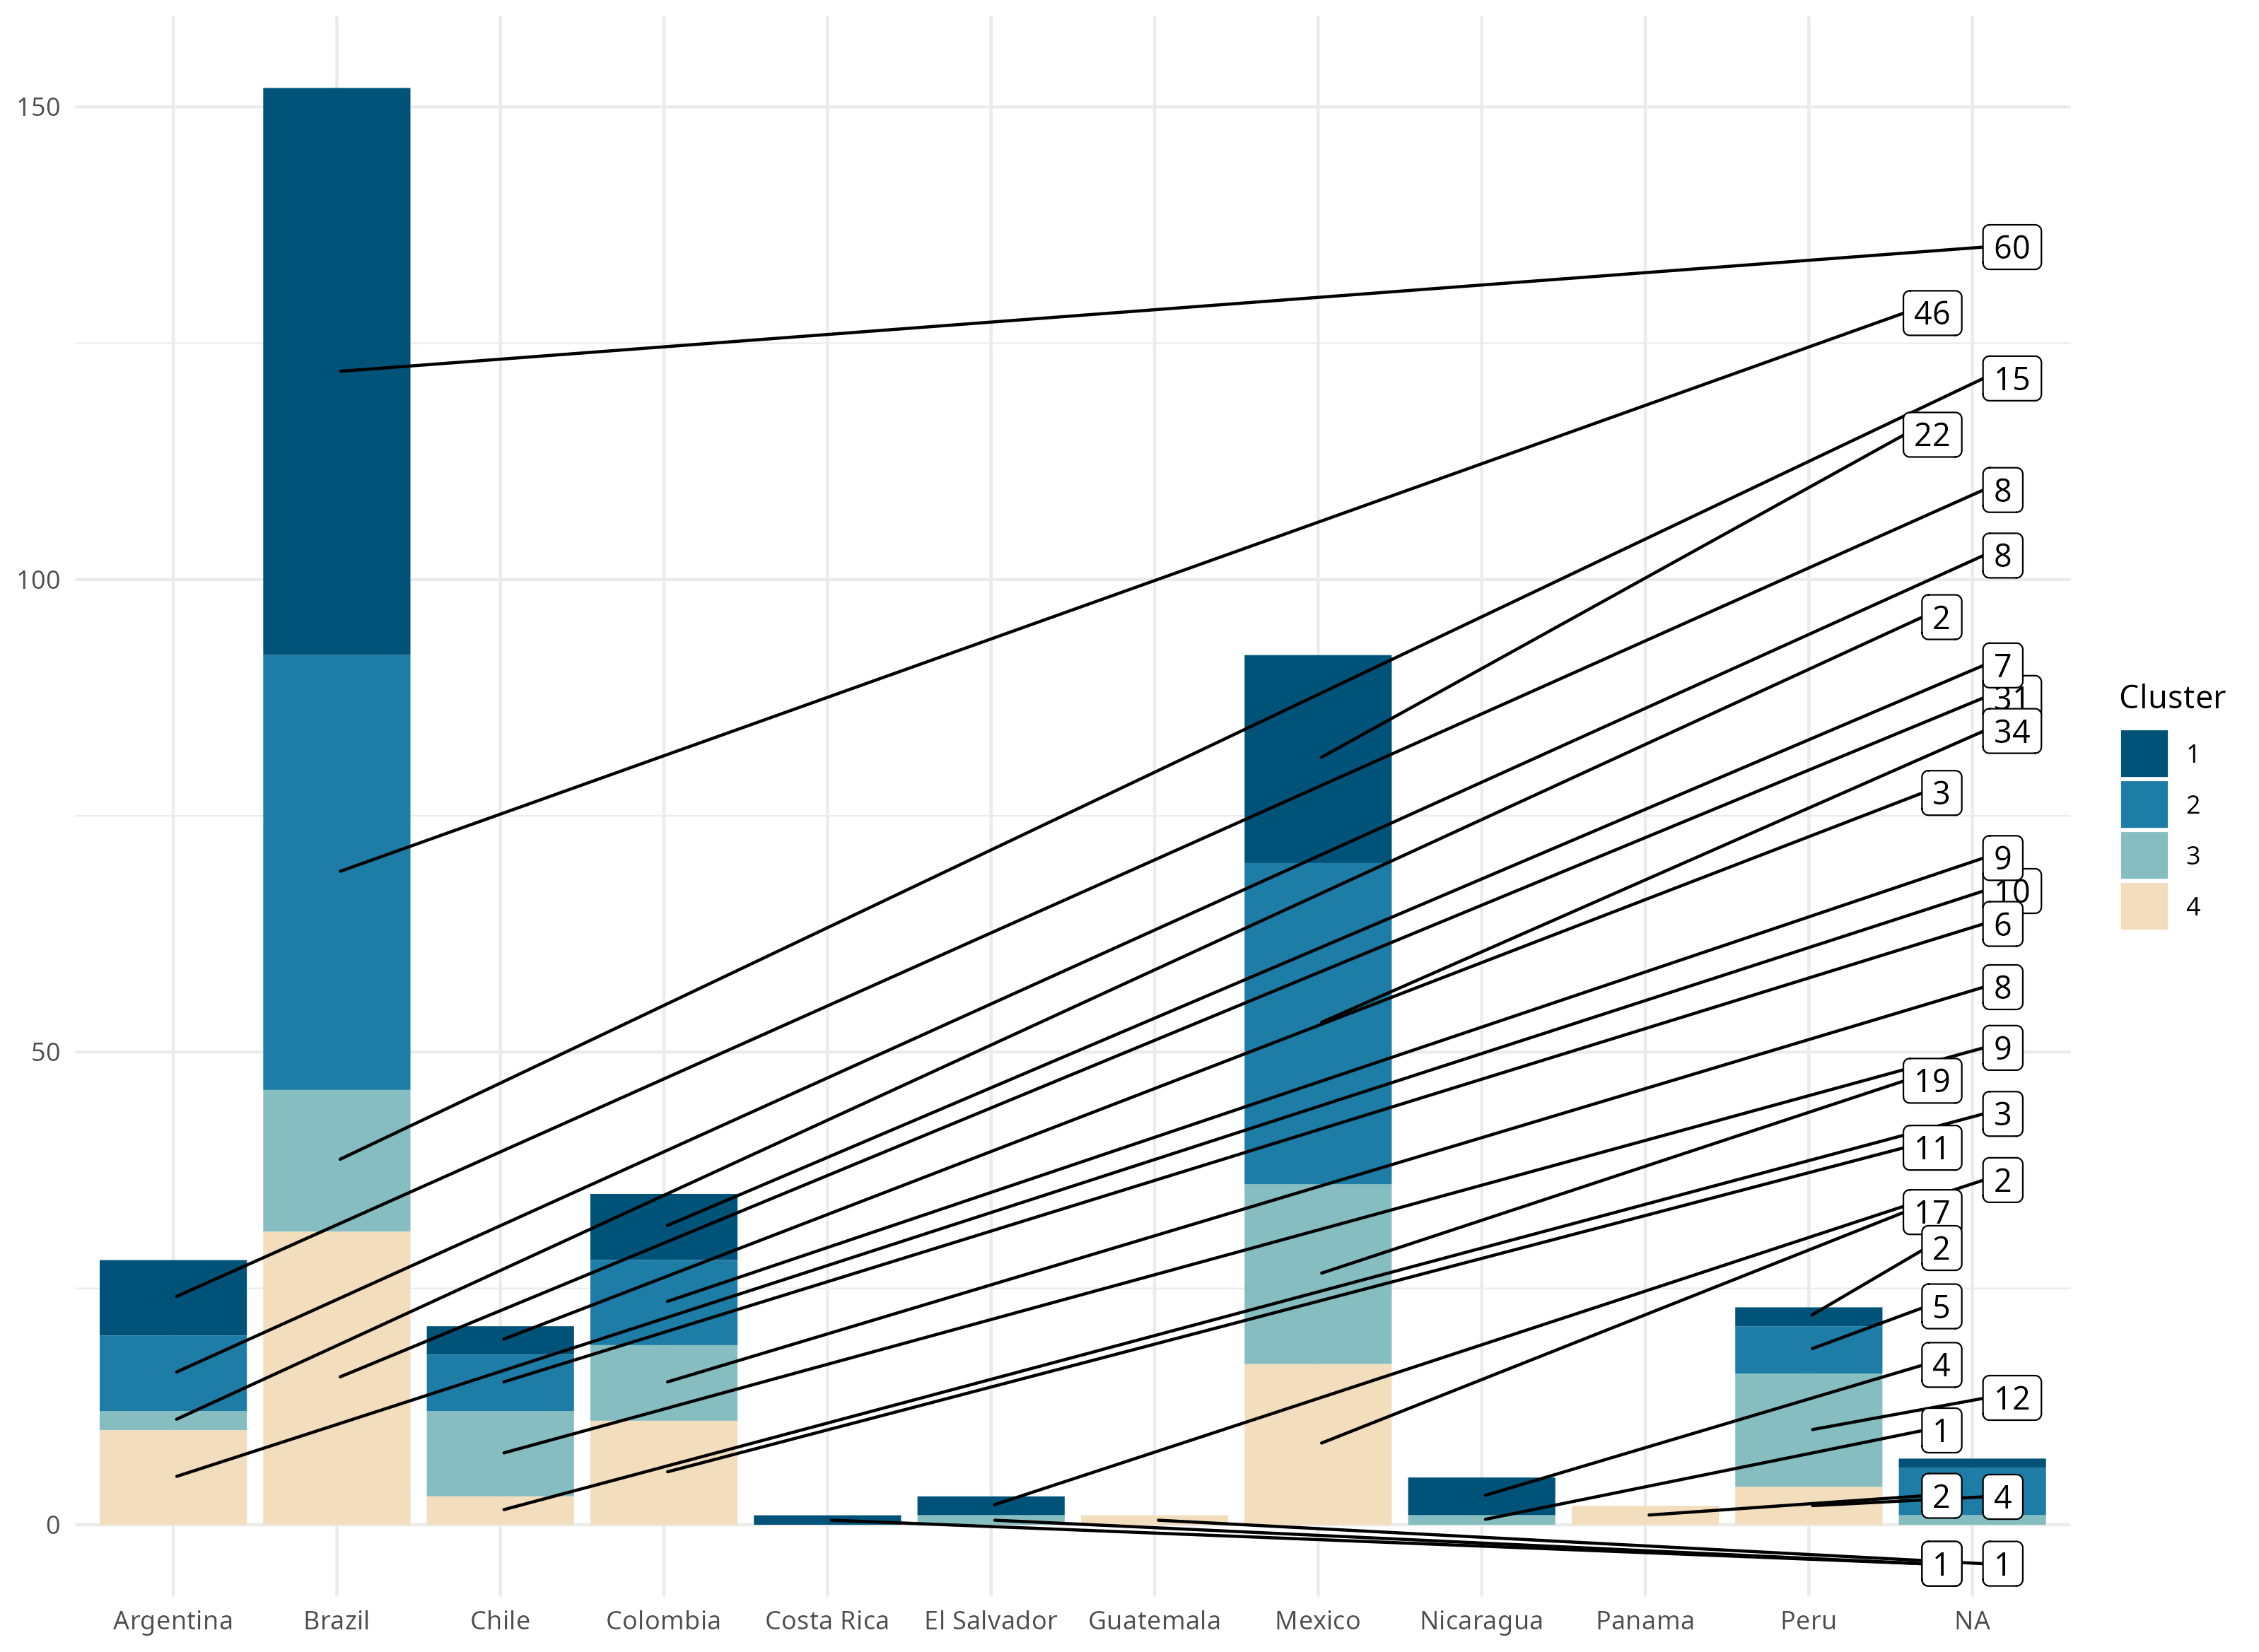 150
100
50
0
60
46
15
22
8
8
2
7
31
34
3
9
10
6
8
9
19
3
11
2
17
2
5
4
12
1
2
4
1
1
Argentina
Brazil
Chile
Colombia
Costa Rica
El Salvador
Guatemala
Mexico
Nicaragua
Panama
Peru
NA
Cluster
1
2
3
4